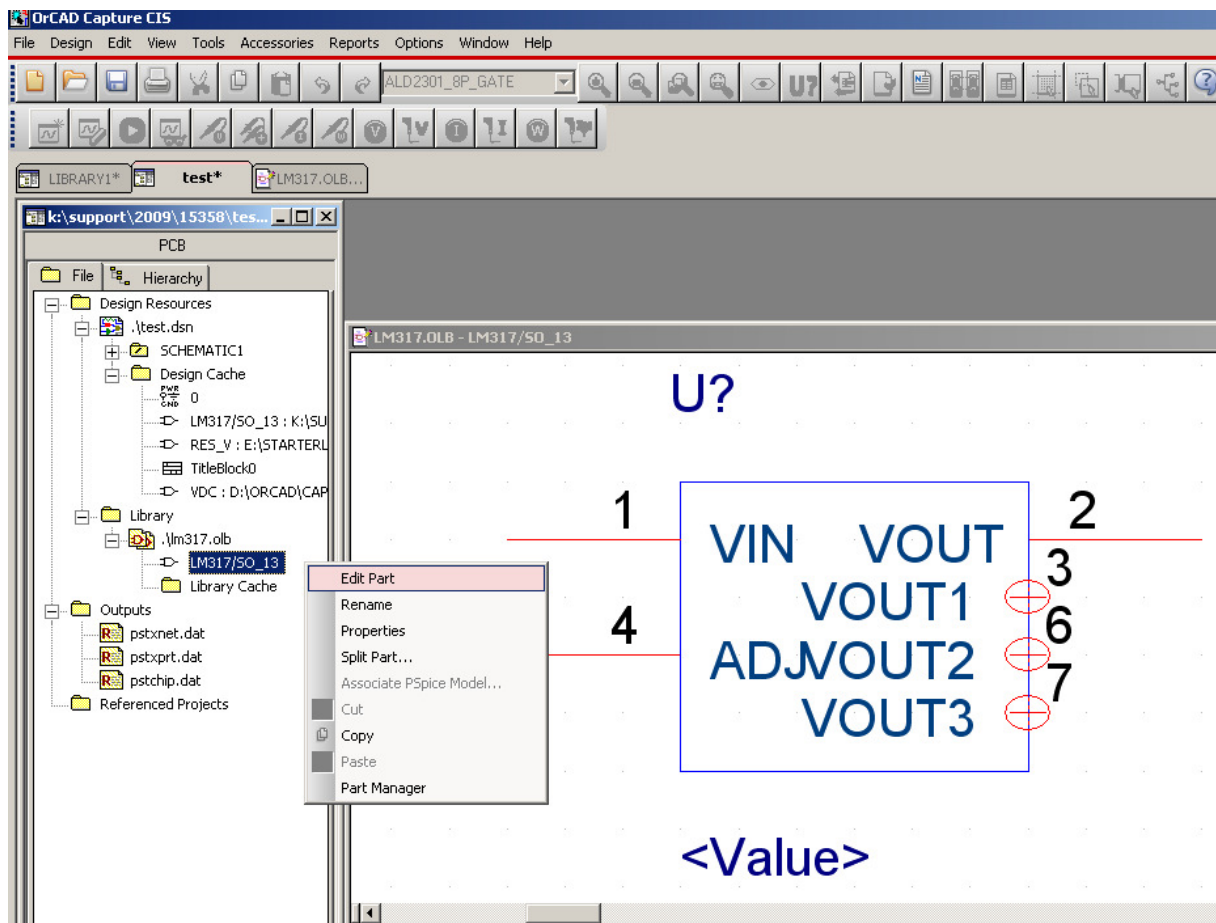 OrCAD Capture CIS
File Design Edit View Tools Accessories Reports Options Window Help
ALD2301_8P_GATE
U?
V V I I W
LIBRARY1* test* LM317.OLB...
k:\support\2009\15358\tes...
PCB
File Hierarchy
Design Resources
.\test.dsn
SCHEMATIC1
Design Cache
PWR GND 0
LM317/SO_13 : K:\SU
RES_V : E:\STARTERL
TitleBlock0
VDC : D:\ORCAD\CAP
Library
.\lm317.olb
LM317/SO_13
Library Cache
Outputs
R pstxnet.dat
R pstxprt.dat
R pstchip.dat
Referenced Projects
Edit Part
Rename
Properties
Split Part...
Associate PSpice Model...
Cut
Copy
Paste
Part Manager
LM317.OLB - LM317/SO_13
U?
1 VIN VOUT 2
VOUT1 3
4 ADJ VOUT2 6
VOUT3 7
<Value>